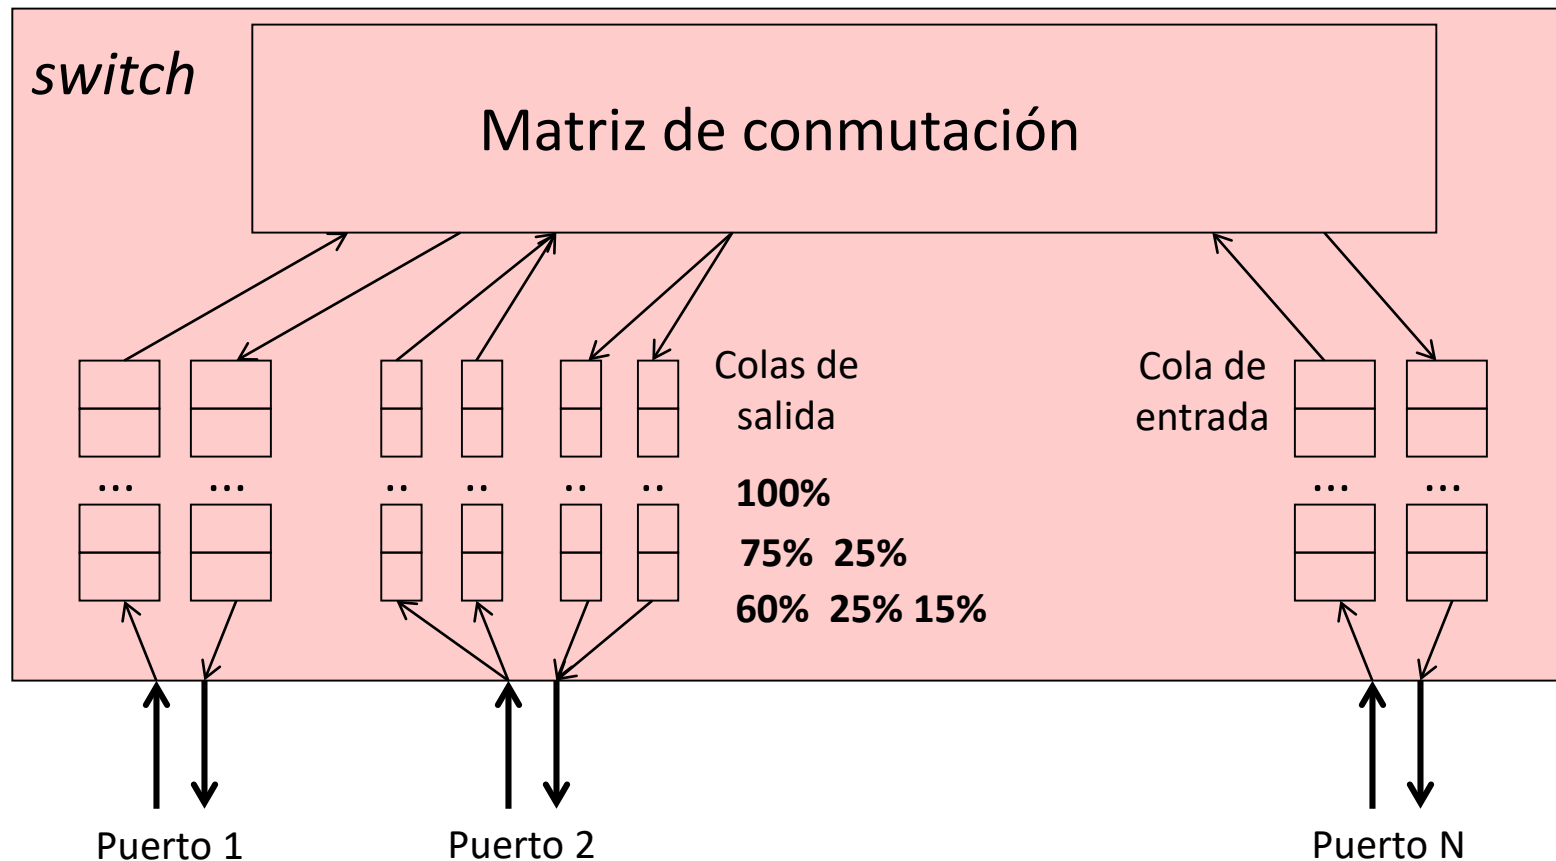 switch
Matriz de conmutación
Colas de
salida
Cola de
entrada
... ... .. .. .. .. ... ...
100%
75% 25%
60% 25% 15%
Puerto 1
Puerto 2
Puerto N